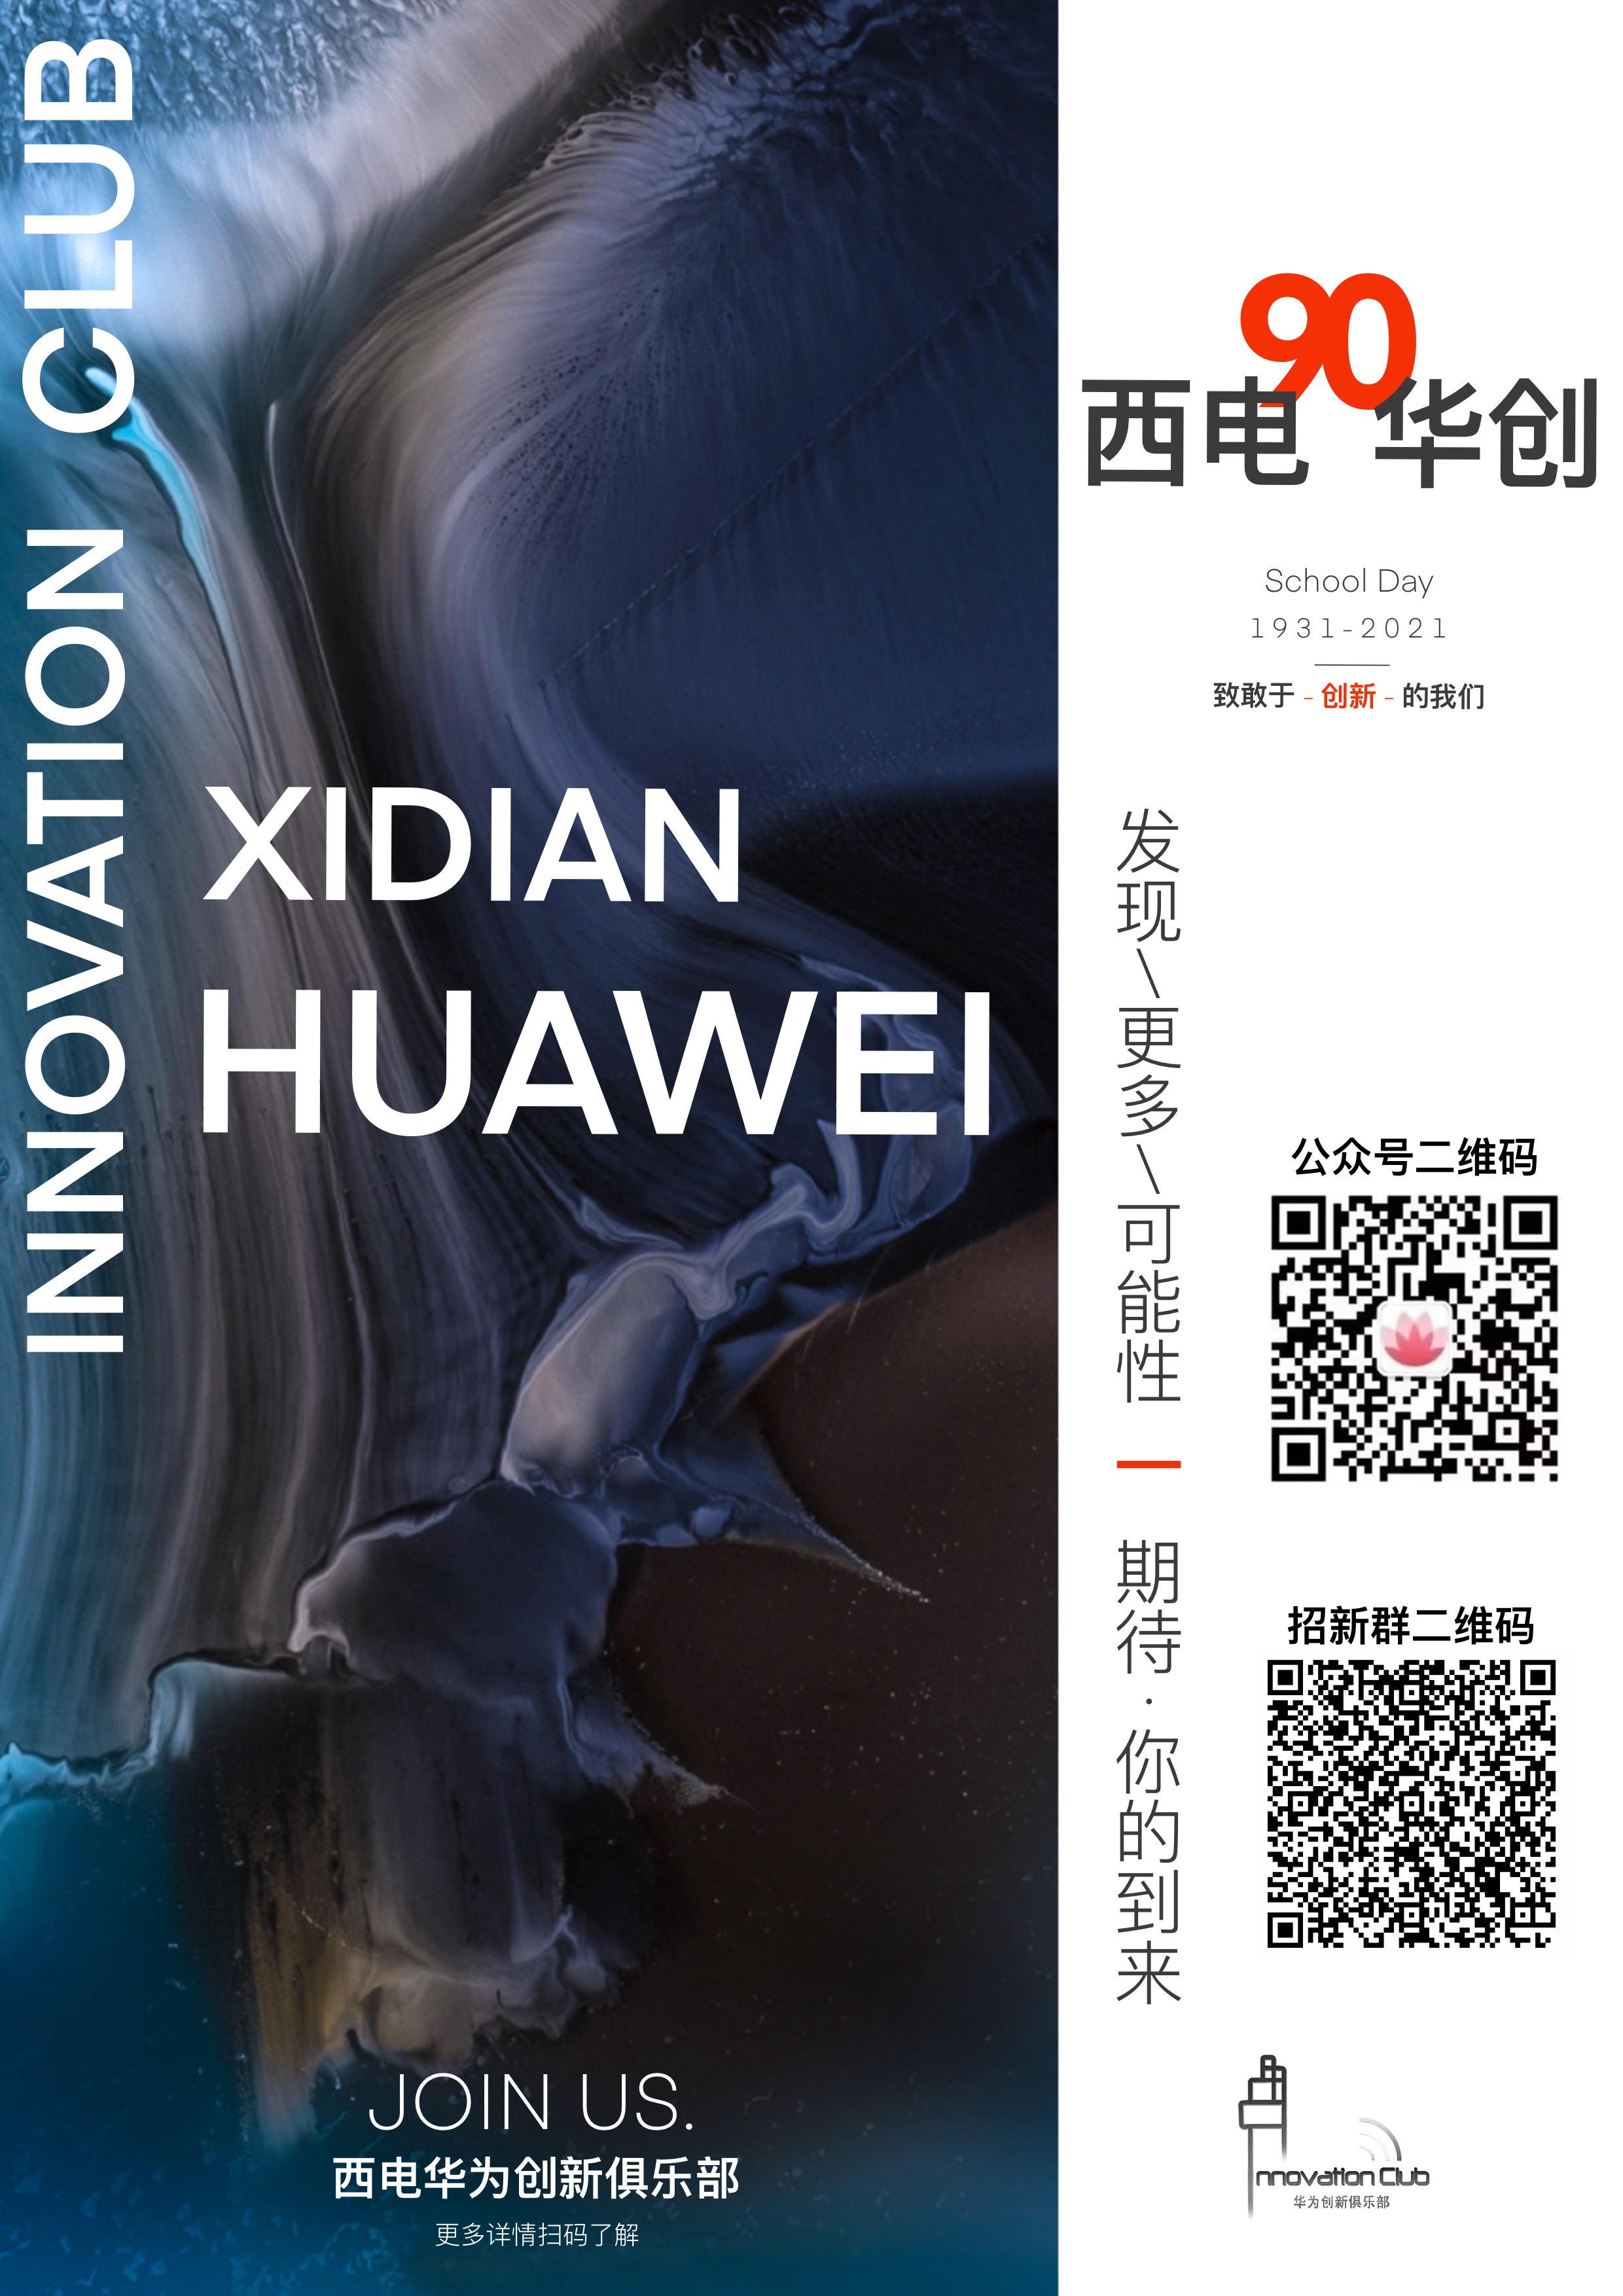 INNOVATION CLUB
XIDIAN
HUAWEI
JOIN US.
西电华为创新俱乐部
更多详情扫码了解
90
西电 华创
School Day
1931-2021
致敢于 - 创新 - 的我们
发现\更多\可能性 | 期待·你的到来
公众号二维码
招新群二维码
nnovation Club
华为创新俱乐部